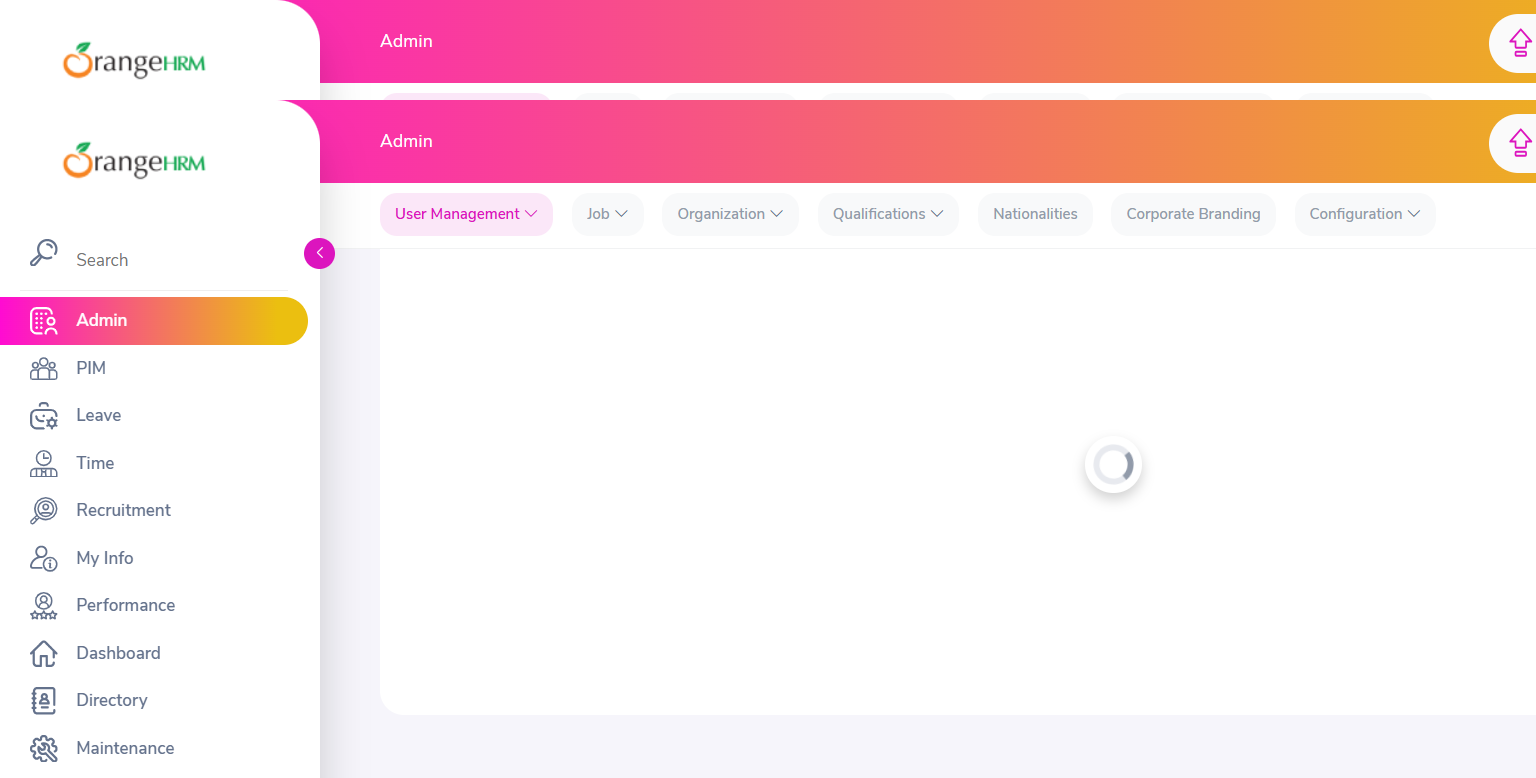 OrangeHRM
Admin
OrangeHRM
Admin
User Management
Job
Organization
Qualifications
Nationalities
Corporate Branding
Configuration
Search
Admin
PIM
Leave
Time
Recruitment
My Info
Performance
Dashboard
Directory
Maintenance